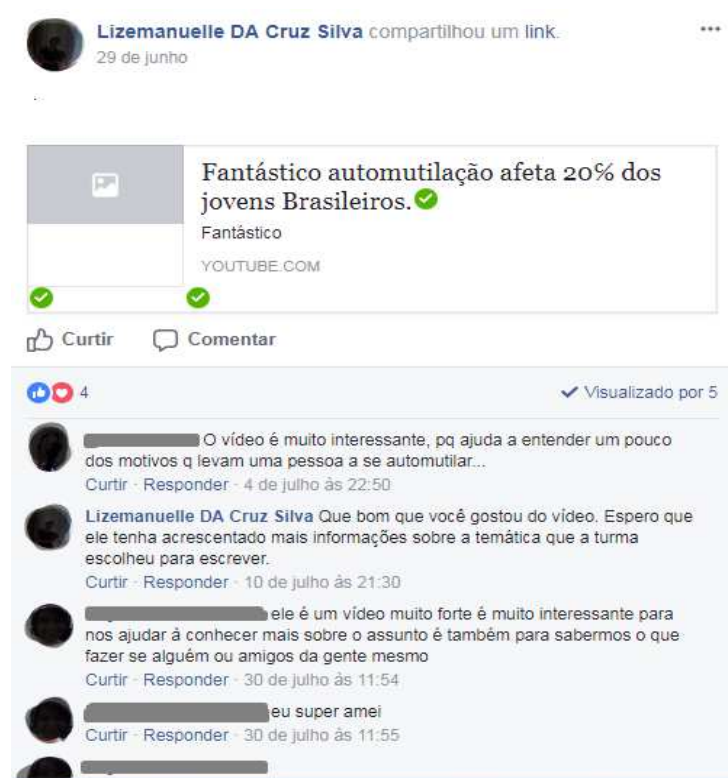 Lizemanuelle DA Cruz Silva compartilhou um link.
29 de junho
Fantástico automutilação afeta 20% dos
jovens Brasileiros.
Fantástico
YOUTUBE.COM
Curtir Comentar
4 Visualizado por 5
O vídeo é muito interessante, pq ajuda a entender um pouco
dos motivos q levam uma pessoa a se automutilar...
Curtir · Responder · 4 de julho às 22:50
Lizemanuelle DA Cruz Silva Que bom que você gostou do vídeo. Espero que
ele tenha acrescentado mais informações sobre a temática que a turma
escolheu para escrever.
Curtir · Responder · 10 de julho às 21:30
ele é um vídeo muito forte é muito interessante para
nos ajudar á conhecer mais sobre o assunto é também para sabermos o que
fazer se alguém ou amigos da gente mesmo
Curtir · Responder · 30 de julho às 11:54
eu super amei
Curtir · Responder · 30 de julho às 11:55